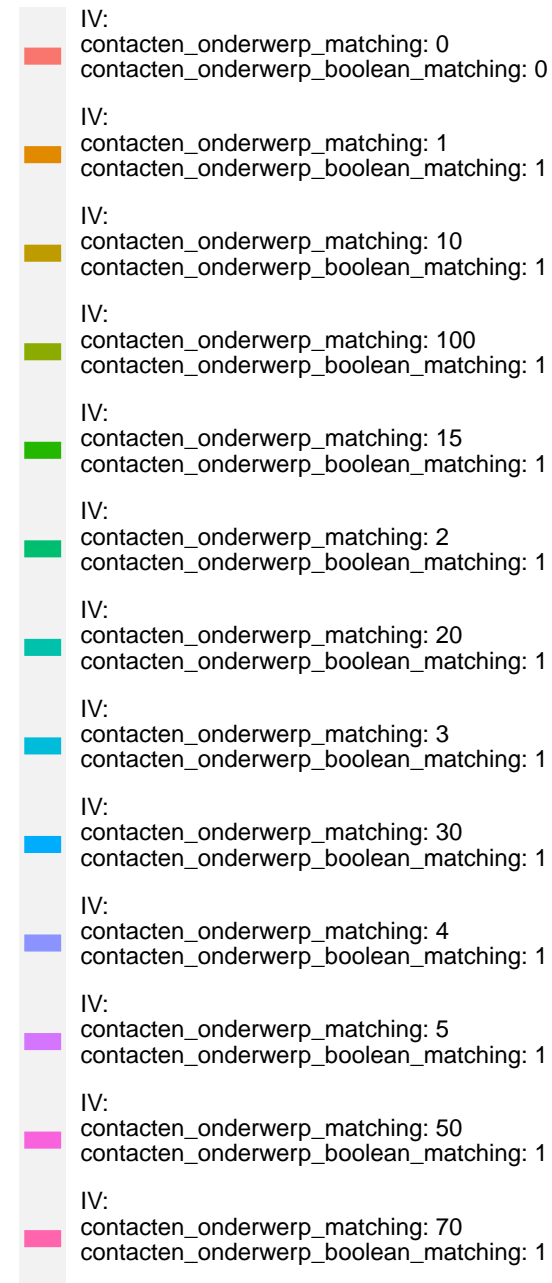 IV:
contacten_onderwerp_matching: 0
contacten_onderwerp_boolean_matching: 0
IV:
contacten_onderwerp_matching: 1
contacten_onderwerp_boolean_matching: 1
IV:
contacten_onderwerp_matching: 10
contacten_onderwerp_boolean_matching: 1
IV:
contacten_onderwerp_matching: 100
contacten_onderwerp_boolean_matching: 1
IV:
contacten_onderwerp_matching: 15
contacten_onderwerp_boolean_matching: 1
IV:
contacten_onderwerp_matching: 2
contacten_onderwerp_boolean_matching: 1
IV:
contacten_onderwerp_matching: 20
contacten_onderwerp_boolean_matching: 1
IV:
contacten_onderwerp_matching: 3
contacten_onderwerp_boolean_matching: 1
IV:
contacten_onderwerp_matching: 30
contacten_onderwerp_boolean_matching: 1
IV:
contacten_onderwerp_matching: 4
contacten_onderwerp_boolean_matching: 1
IV:
contacten_onderwerp_matching: 5
contacten_onderwerp_boolean_matching: 1
IV:
contacten_onderwerp_matching: 50
contacten_onderwerp_boolean_matching: 1
IV:
contacten_onderwerp_matching: 70
contacten_onderwerp_boolean_matching: 1